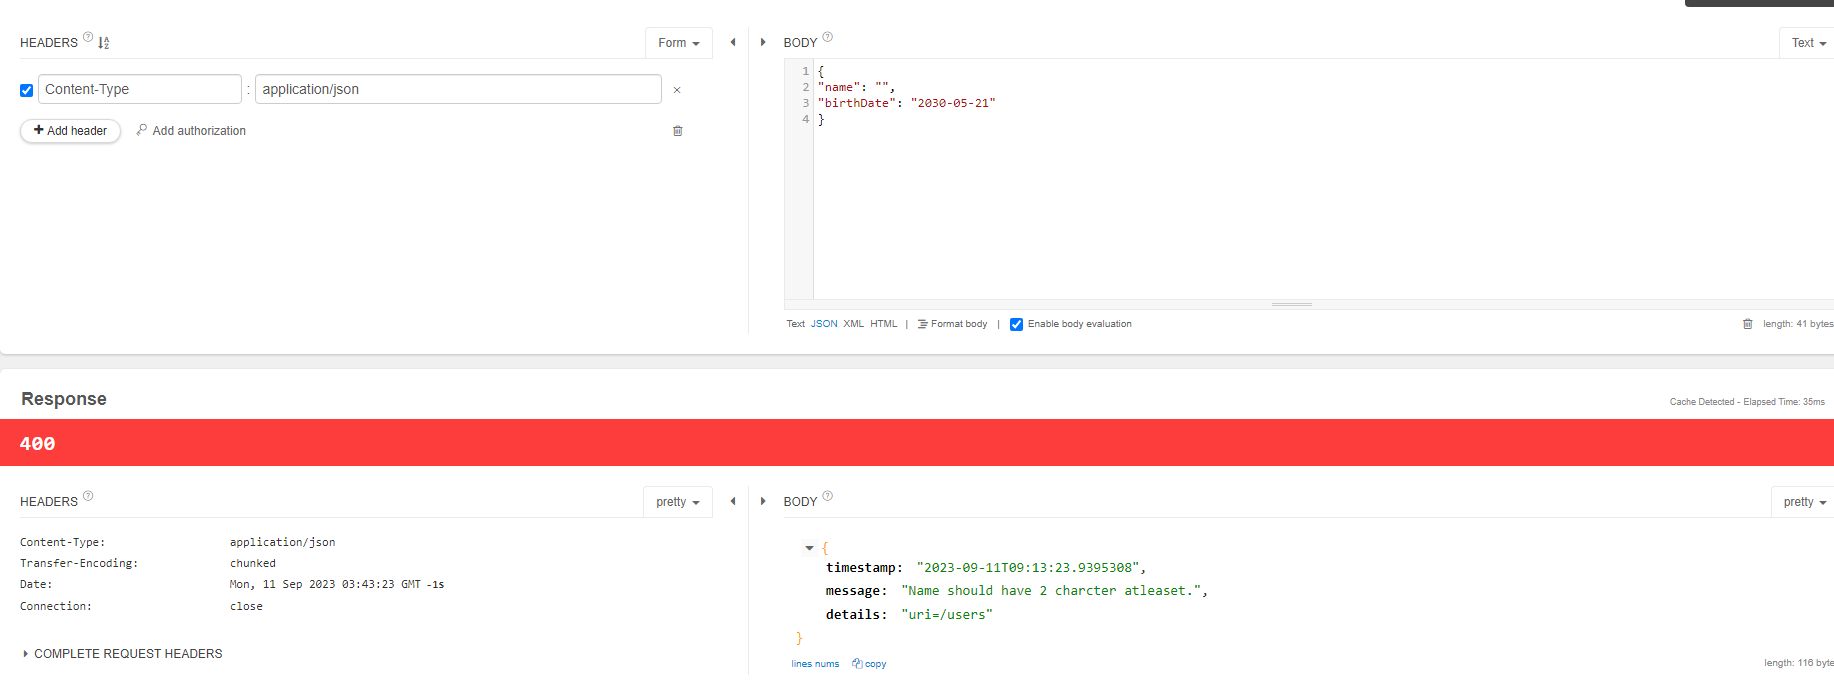 HEADERS ? Form
Content-Type : application/json ×
+ Add header Add authorization
BODY ? Text
1 {
2 "name": "",
3 "birthDate": "2030-05-21"
4 }
Text JSON XML HTML | Format body | Enable body evaluation length: 41 bytes
Response Cache Detected - Elapsed Time: 35ms
400
HEADERS ? pretty
Content-Type: application/json
Transfer-Encoding: chunked
Date: Mon, 11 Sep 2023 03:43:23 GMT -1s
Connection: close
COMPLETE REQUEST HEADERS
BODY ? pretty
{
timestamp: "2023-09-11T09:13:23.9395308",
message: "Name should have 2 charcter atleaset.",
details: "uri=/users"
}
lines nums copy length: 116 byte